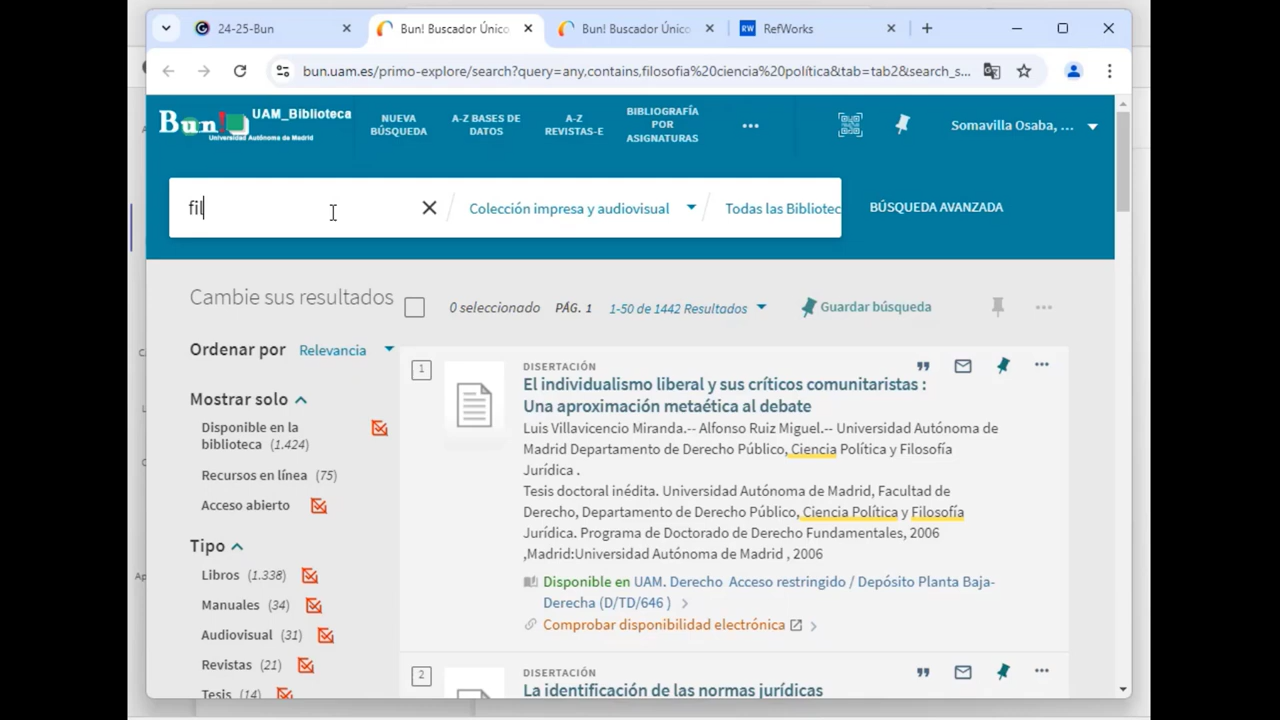 24-25-Bun
Bun! Buscador Único
Bun! Buscador Único
RW
RefWorks
bun.uam.es/primo-explore/search?query=any,contains,filosofia%20ciencia%20política&tab=tab2&search_s...
Bun!
UAM_Biblioteca
Universidad Autónoma de Madrid
NUEVA
BÚSQUEDA
A-Z BASES DE
DATOS
A-Z
REVISTAS-E
BIBLIOGRAFÍA
POR
ASIGNATURAS
...
Somavilla Osaba, ...
fil
Colección impresa y audiovisual
Todas las Bibliotec
BÚSQUEDA AVANZADA
Cambie sus resultados
0 seleccionado PÁG. 1 1-50 de 1442 Resultados
Guardar búsqueda
Ordenar por Relevancia
Mostrar solo
Disponible en la
biblioteca (1.424)
Recursos en línea (75)
Acceso abierto
Tipo
Libros (1.338)
Manuales (34)
Audiovisual (31)
Revistas (21)
Tesis (14)
1
DISERTACIÓN
El individualismo liberal y sus críticos comunitaristas :
Una aproximación metaética al debate
Luis Villavicencio Miranda.-- Alfonso Ruiz Miguel.-- Universidad Autónoma de
Madrid Departamento de Derecho Público, Ciencia Política y Filosofía
Jurídica .
Tesis doctoral inédita. Universidad Autónoma de Madrid, Facultad de
Derecho, Departamento de Derecho Público, Ciencia Política y Filosofía
Jurídica. Programa de Doctorado de Derecho Fundamentales, 2006
,Madrid:Universidad Autónoma de Madrid , 2006
Disponible en UAM. Derecho Acceso restringido / Depósito Planta Baja-
Derecha (D/TD/646 )
Comprobar disponibilidad electrónica
2
DISERTACIÓN
La identificación de las normas jurídicas